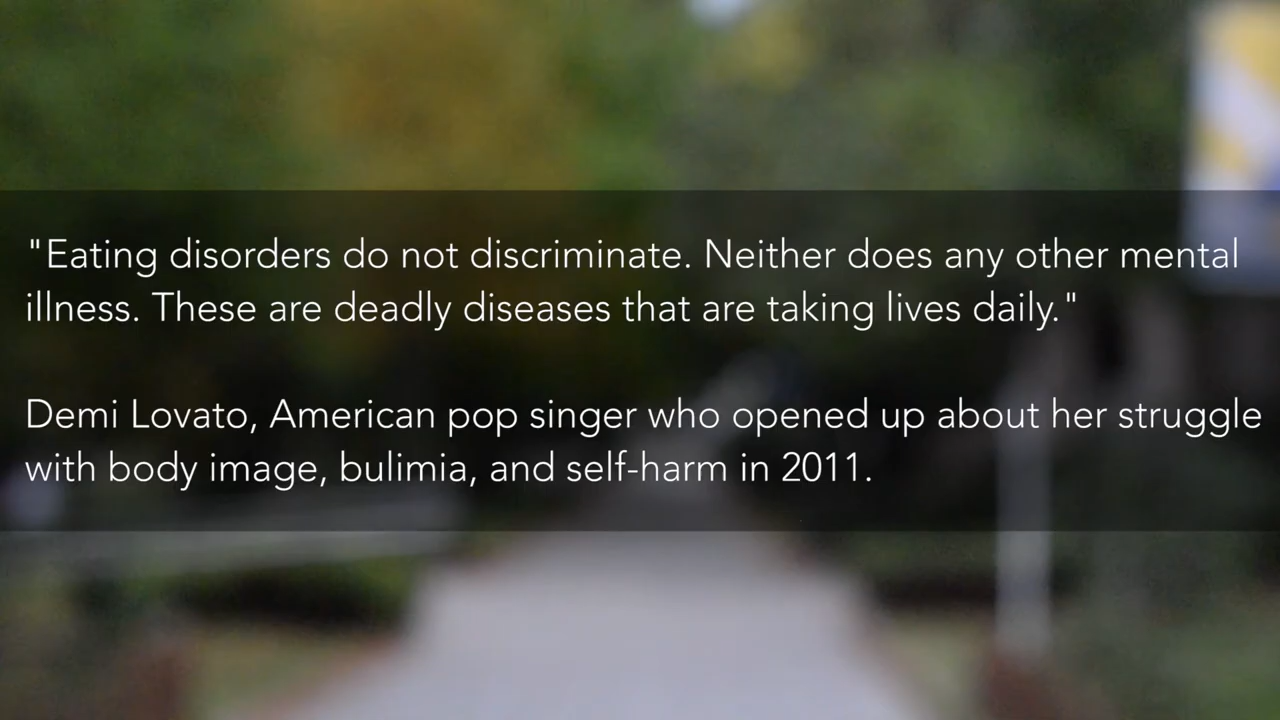 "Eating disorders do not discriminate. Neither does any other mental
illness. These are deadly diseases that are taking lives daily."
Demi Lovato, American pop singer who opened up about her struggle
with body image, bulimia, and self-harm in 2011.